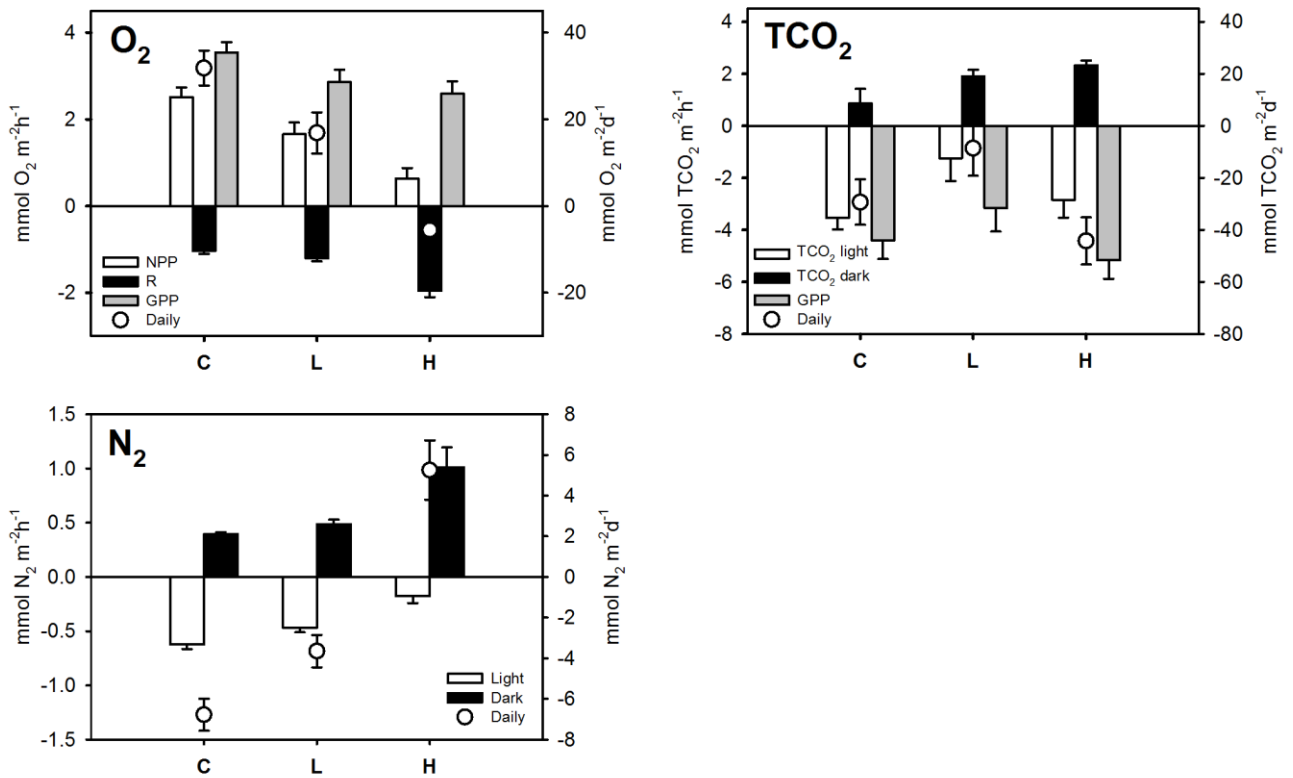 O₂
4
2
0
-2
40
20
0
-20
mmol O₂ m⁻²h⁻¹
mmol O₂ m⁻²d⁻¹
NPP
R
GPP
Daily
C L H
TCO₂
4
2
0
-2
-4
-6
-8
40
20
0
-20
-40
-60
-80
mmol TCO₂ m⁻²h⁻¹
mmol TCO₂ m⁻²d⁻¹
TCO₂ light
TCO₂ dark
GPP
Daily
C L H
N₂
1.5
1.0
0.5
0.0
-0.5
-1.0
-1.5
8
6
4
2
0
-2
-4
-6
-8
mmol N₂ m⁻²h⁻¹
mmol N₂ m⁻²d⁻¹
Light
Dark
Daily
C L H